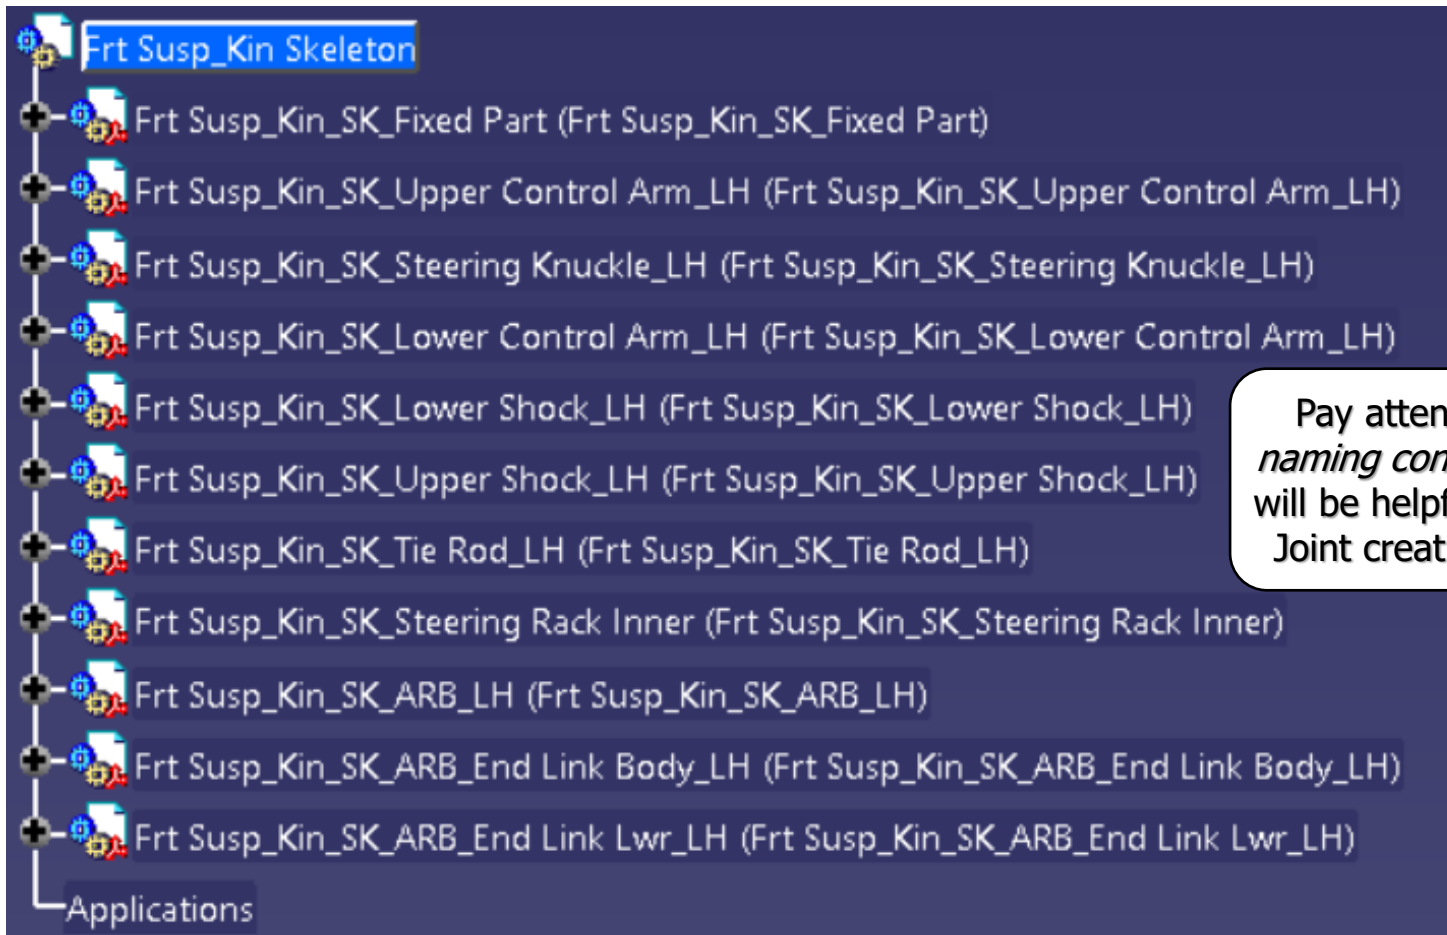 Frt Susp_Kin Skeleton
Frt Susp_Kin_SK_Fixed Part (Frt Susp_Kin_SK_Fixed Part)
Frt Susp_Kin_SK_Upper Control Arm_LH (Frt Susp_Kin_SK_Upper Control Arm_LH)
Frt Susp_Kin_SK_Steering Knuckle_LH (Frt Susp_Kin_SK_Steering Knuckle_LH)
Frt Susp_Kin_SK_Lower Control Arm_LH (Frt Susp_Kin_SK_Lower Control Arm_LH)
Frt Susp_Kin_SK_Lower Shock_LH (Frt Susp_Kin_SK_Lower Shock_LH)
Frt Susp_Kin_SK_Upper Shock_LH (Frt Susp_Kin_SK_Upper Shock_LH)
Frt Susp_Kin_SK_Tie Rod_LH (Frt Susp_Kin_SK_Tie Rod_LH)
Frt Susp_Kin_SK_Steering Rack Inner (Frt Susp_Kin_SK_Steering Rack Inner)
Frt Susp_Kin_SK_ARB_LH (Frt Susp_Kin_SK_ARB_LH)
Frt Susp_Kin_SK_ARB_End Link Body_LH (Frt Susp_Kin_SK_ARB_End Link Body_LH)
Frt Susp_Kin_SK_ARB_End Link Lwr_LH (Frt Susp_Kin_SK_ARB_End Link Lwr_LH)
Applications
Pay
naming
will be
Joint